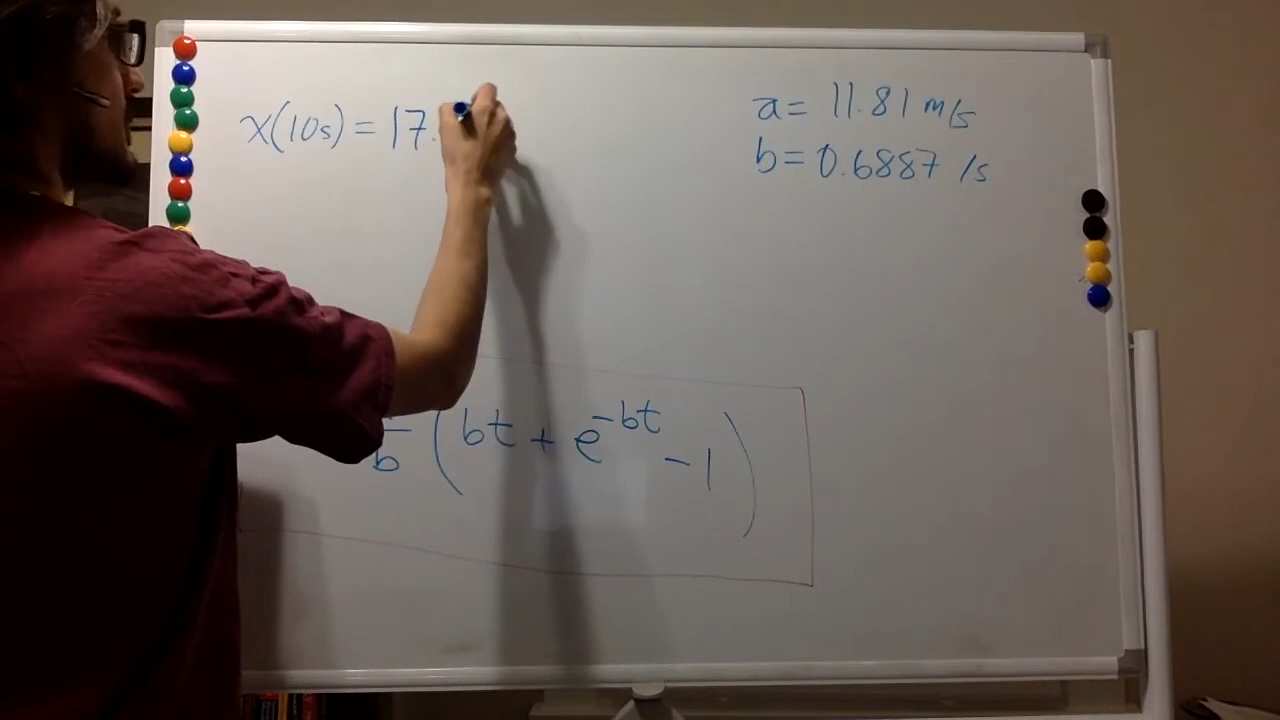 x(10s) = 17.
a = 11.81 m/s
b = 0.6887 /s
b (bt + e^-bt - 1)